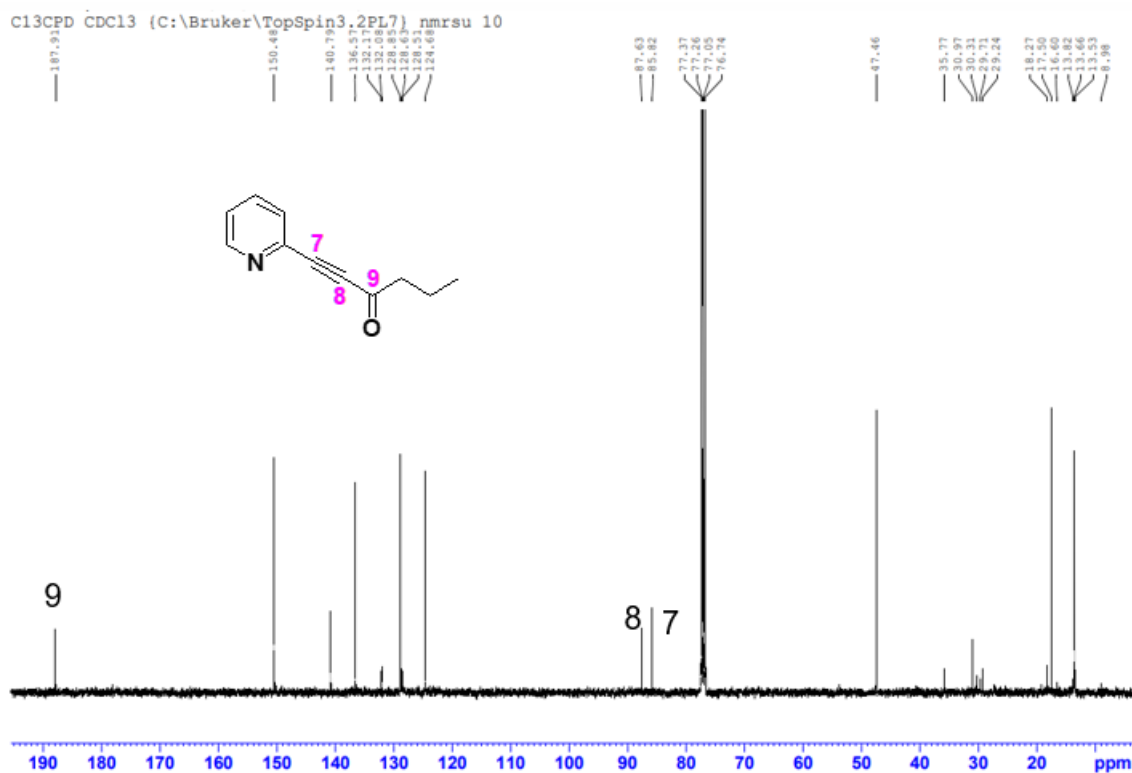 C13CPD CDCl3 {C:\Bruker\TopSpin3.2PL7} nmrsu 10
187.91 150.48 140.79 136.57 132.17 132.08 128.85 128.63 128.51 124.68 87.63 85.82 77.37 77.26 77.05 76.74 47.46 35.77 30.97 30.31 29.71 29.24 18.27 17.50 16.60 13.82 13.66 13.53 8.98
7
9
N
8
O
9
8
7
190 180 170 160 150 140 130 120 110 100 90 80 70 60 50 40 30 20 ppm